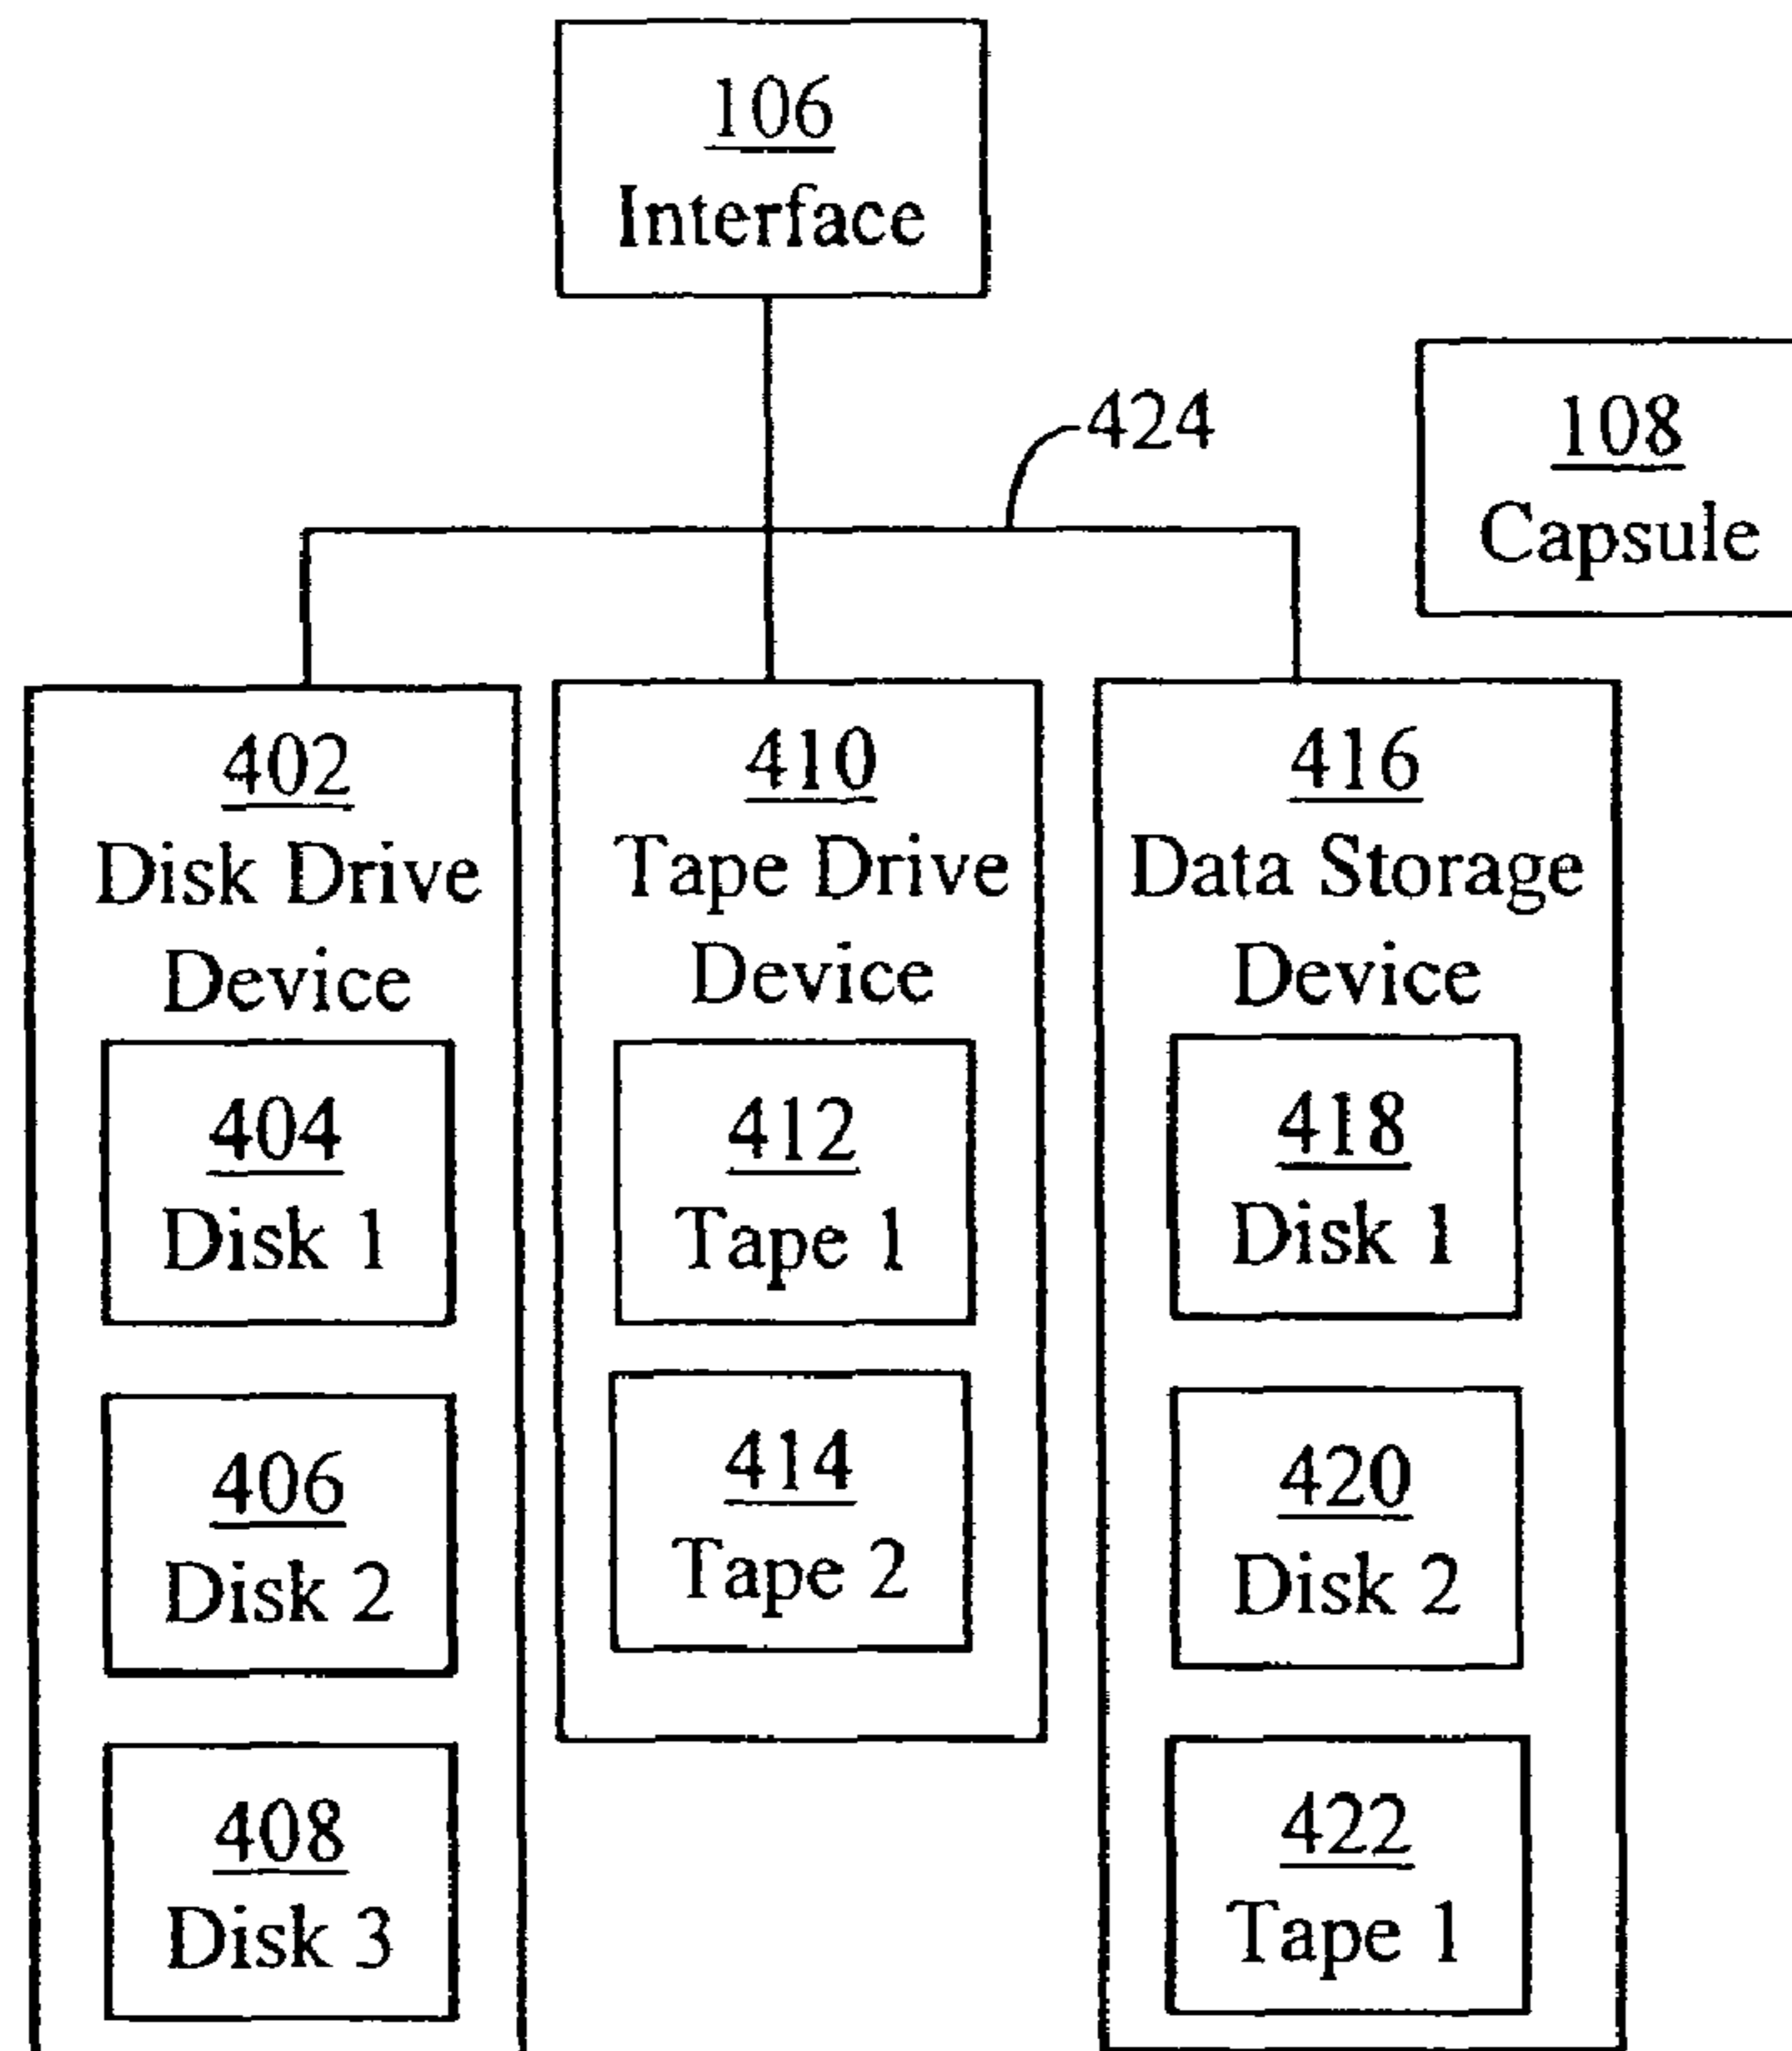 106
Interface
424
108
Capsule
402
Disk Drive
Device
404
Disk 1
406
Disk 2
408
Disk 3
410
Tape Drive
Device
412
Tape 1
414
Tape 2
416
Data Storage
Device
418
Disk 1
420
Disk 2
422
Tape 1